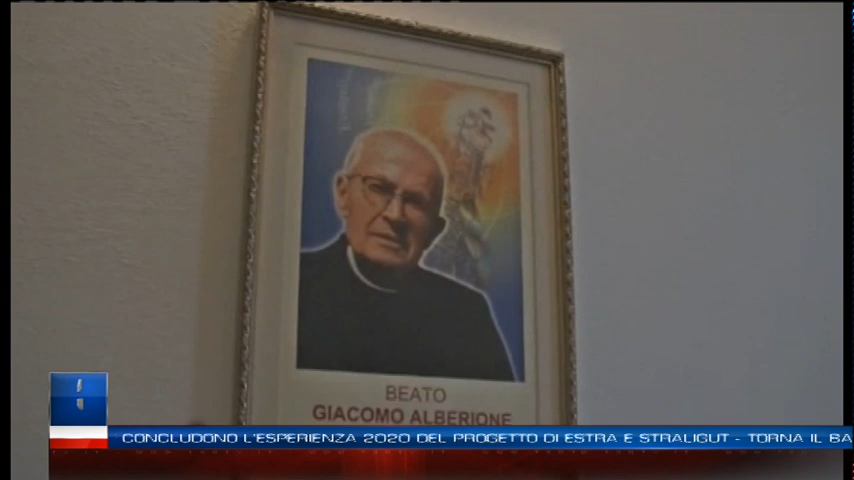 BEATO
GIACOMO ALBERIONE
CONCLUDONO L'ESPERIENZA 2020 DEL PROGETTO DI ESTRA E STRALIGUT - TORNA IL BA